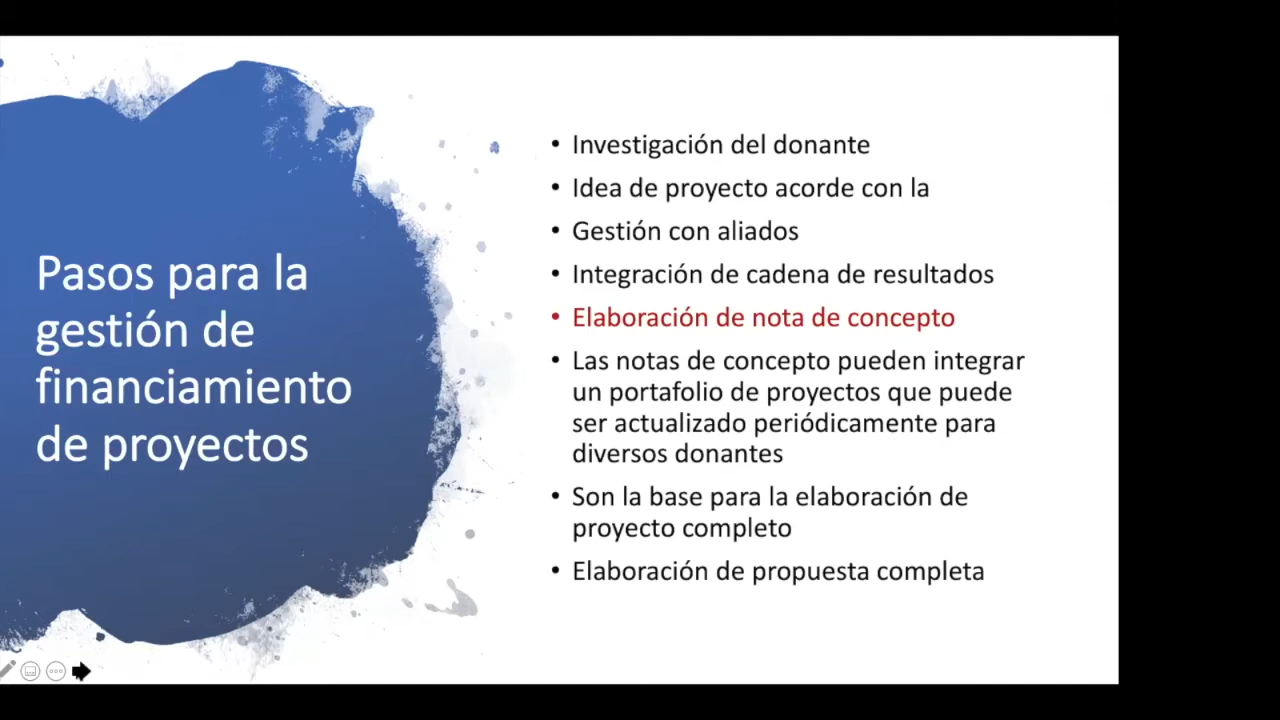 Pasos para la
gestión de
financiamiento
de proyectos
• Investigación del donante
• Idea de proyecto acorde con la
• Gestión con aliados
• Integración de cadena de resultados
• Elaboración de nota de concepto
• Las notas de concepto pueden integrar
un portafolio de proyectos que puede
ser actualizado periódicamente para
diversos donantes
• Son la base para la elaboración de
proyecto completo
• Elaboración de propuesta completa